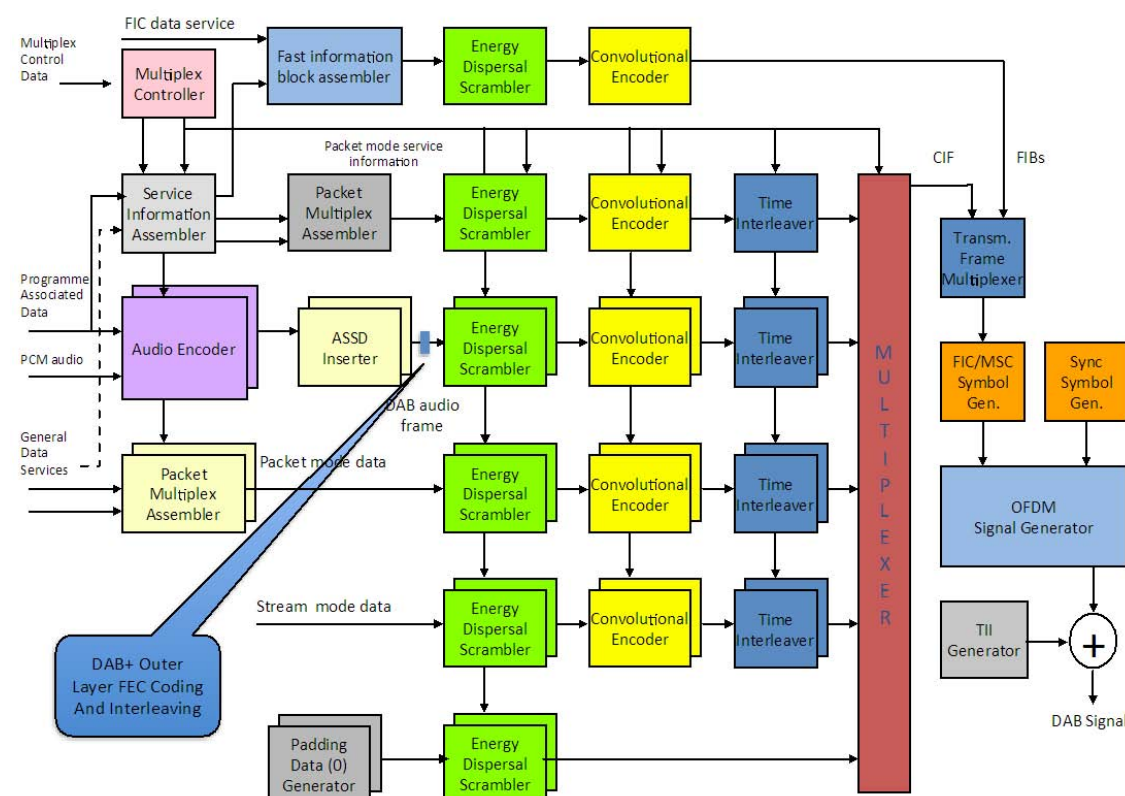 FIC data service
Multiplex
Control
Data
Multiplex
Controller
Fast information
block assembler
Energy
Dispersal
Scrambler
Convolutional
Encoder
Packet mode service
information
CIF
FIBs
Service
Information
Assembler
Packet
Multiplex
Assembler
Energy
Dispersal
Scrambler
Convolutional
Encoder
Time
Interleaver
Transm.
Frame
Multiplexer
Programme
Associated
Data
PCM audio
Audio Encoder
ASSD
Inserter
DAB audio
frame
Energy
Dispersal
Scrambler
Convolutional
Encoder
Time
Interleaver
MULTIPLEXER
FIC/MSC
Symbol
Gen.
Sync
Symbol
Gen.
General
Data
Services
Packet
Multiplex
Assembler
Packet mode data
Energy
Dispersal
Scrambler
Convolutional
Encoder
Time
Interleaver
OFDM
Signal Generator
Stream mode data
Energy
Dispersal
Scrambler
Convolutional
Encoder
Time
Interleaver
TII
Generator
+
DAB Signal
DAB+ Outer
Layer FEC Coding
And Interleaving
Padding
Data (0)
Generator
Energy
Dispersal
Scrambler